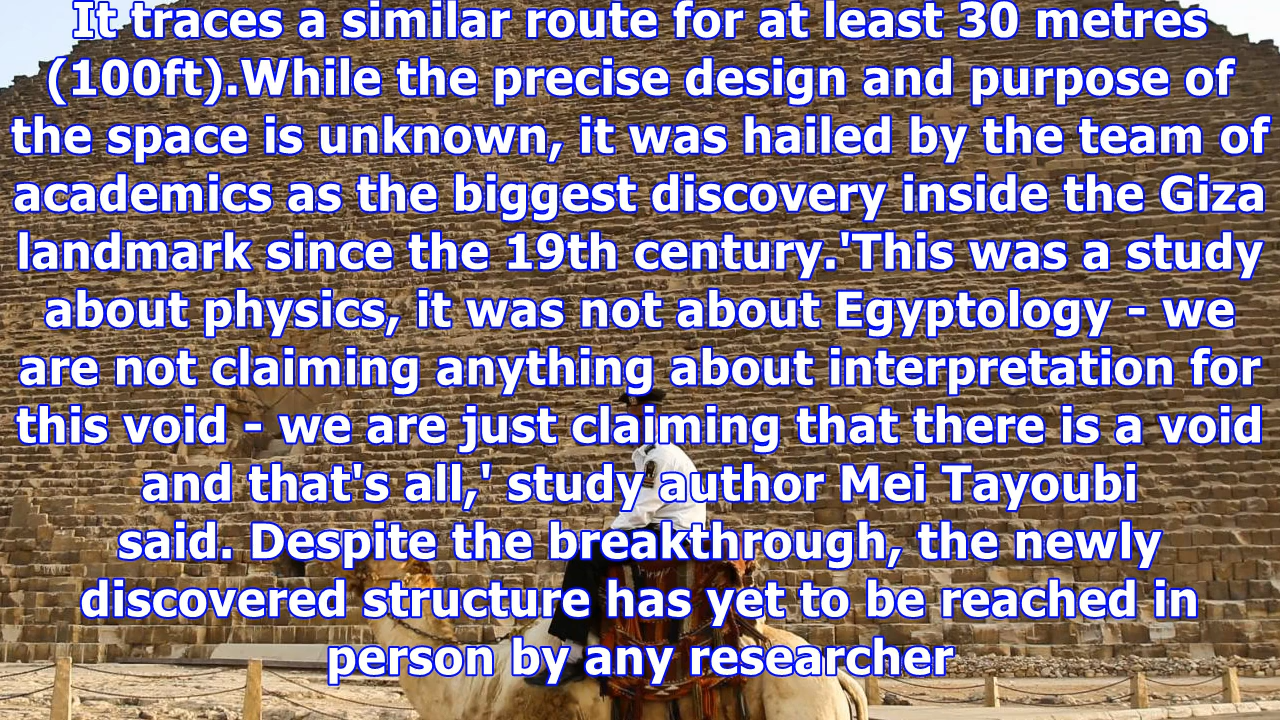 It traces a similar route for at least 30 metres
(100ft).While the precise design and purpose of
the space is unknown, it was hailed by the team of
academics as the biggest discovery inside the Giza
landmark since the 19th century.'This was a study
about physics, it was not about Egyptology - we
are not claiming anything about interpretation for
this void - we are just claiming that there is a void
and that's all,' study author Mei Tayoubi
said. Despite the breakthrough, the newly
discovered structure has yet to be reached in
person by any researcher